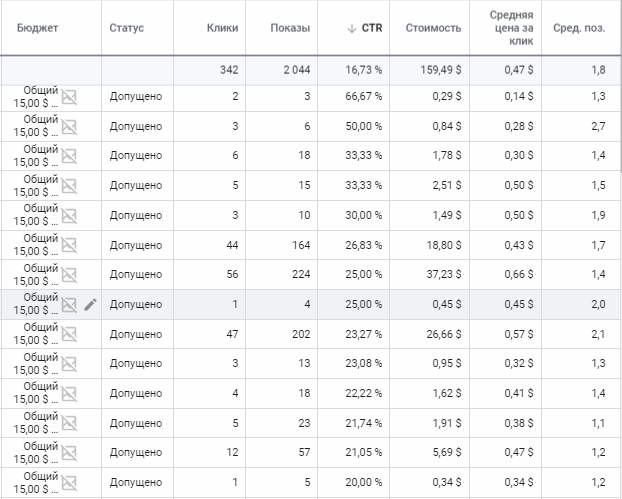 Бюджет Статус Клики Показы ↓ CTR Стоимость Средняя цена за клик Сред. поз.
342 2 044 16,73 % 159,49 $ 0,47 $ 1,8
Общий 15,00 $ ... Допущено 2 3 66,67 % 0,29 $ 0,14 $ 1,3
Общий 15,00 $ ... Допущено 3 6 50,00 % 0,84 $ 0,28 $ 2,7
Общий 15,00 $ ... Допущено 6 18 33,33 % 1,78 $ 0,30 $ 1,4
Общий 15,00 $ ... Допущено 5 15 33,33 % 2,51 $ 0,50 $ 1,5
Общий 15,00 $ ... Допущено 3 10 30,00 % 1,49 $ 0,50 $ 1,9
Общий 15,00 $ ... Допущено 44 164 26,83 % 18,80 $ 0,43 $ 1,7
Общий 15,00 $ ... Допущено 56 224 25,00 % 37,23 $ 0,66 $ 1,4
Общий 15,00 $ ... Допущено 1 4 25,00 % 0,45 $ 0,45 $ 2,0
Общий 15,00 $ ... Допущено 47 202 23,27 % 26,66 $ 0,57 $ 2,1
Общий 15,00 $ ... Допущено 3 13 23,08 % 0,95 $ 0,32 $ 1,3
Общий 15,00 $ ... Допущено 4 18 22,22 % 1,62 $ 0,41 $ 1,4
Общий 15,00 $ ... Допущено 5 23 21,74 % 1,91 $ 0,38 $ 1,1
Общий 15,00 $ ... Допущено 12 57 21,05 % 5,69 $ 0,47 $ 1,2
Общий 15,00 $ ... Допущено 1 5 20,00 % 0,34 $ 0,34 $ 1,2